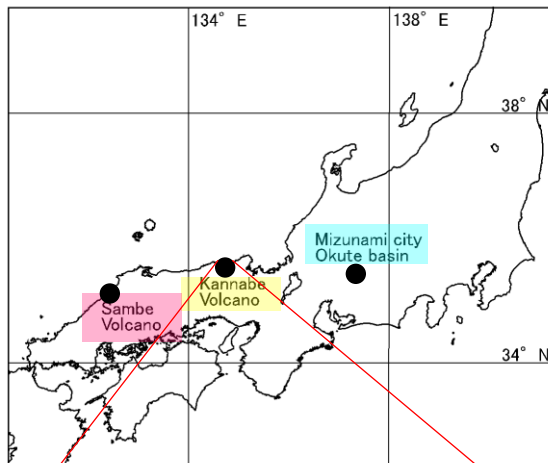 134° E
138° E
38° N
Mizunami city
Okute basin
Kannabe
Volcano
Sambe
Volcano
34° N